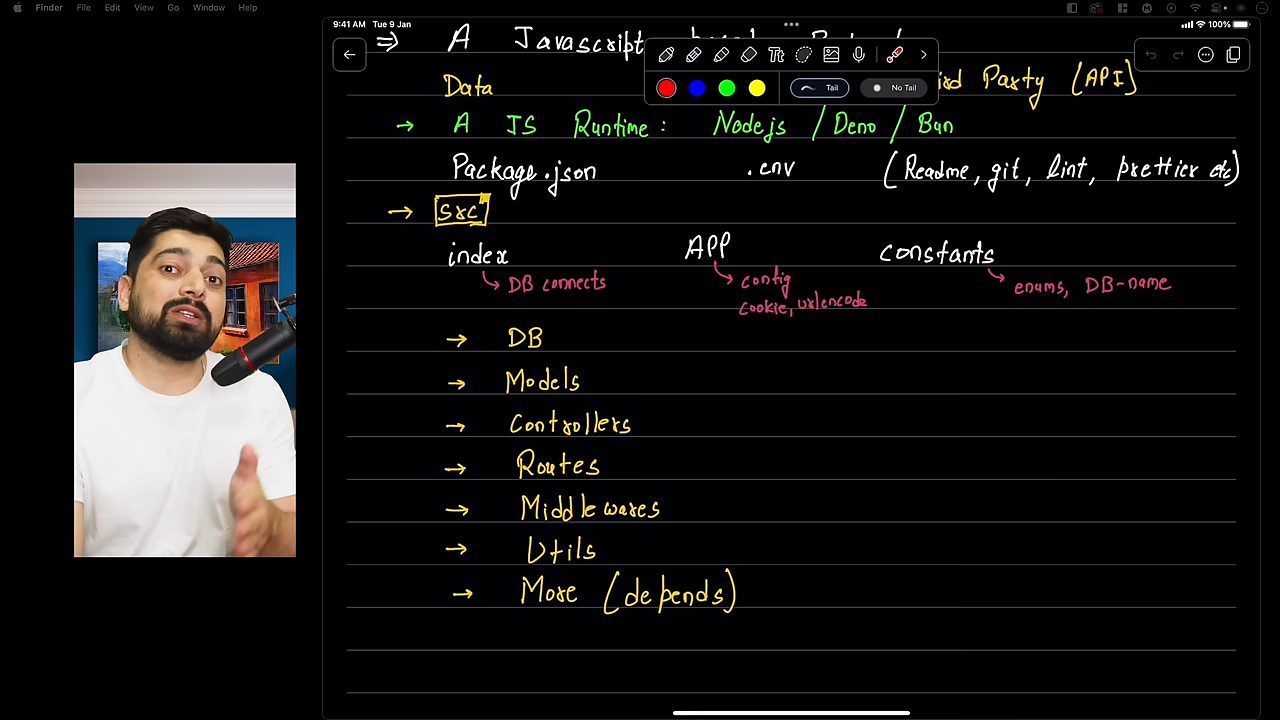 Finder File Edit View Go Window Help
9:41 AM Tue 9 Jan 100%
⇒ A Javascript
Tt
Tail No Tail
Data Party (API)
→ A JS Runtime: Nodejs / Deno / Bun
Package.json .env (Readme, git, lint, prettier etc)
→ src
index APP constants
DB connects config enums, DB-name
cookie, urlencode
→ DB
→ Models
→ Controllers
→ Routes
→ Middlewares
→ Utils
→ More (depends)